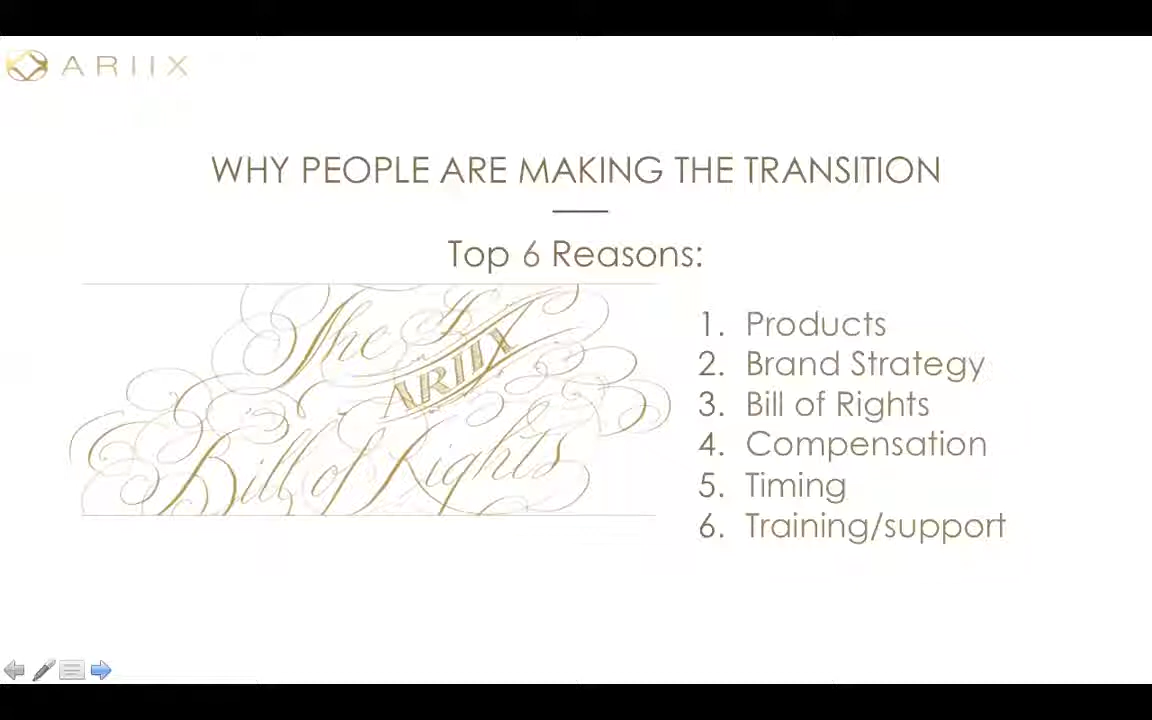 ARIIX
WHY PEOPLE ARE MAKING THE TRANSITION
Top 6 Reasons:
The
ARIIX
Bill of Rights
1. Products
2. Brand Strategy
3. Bill of Rights
4. Compensation
5. Timing
6. Training/support